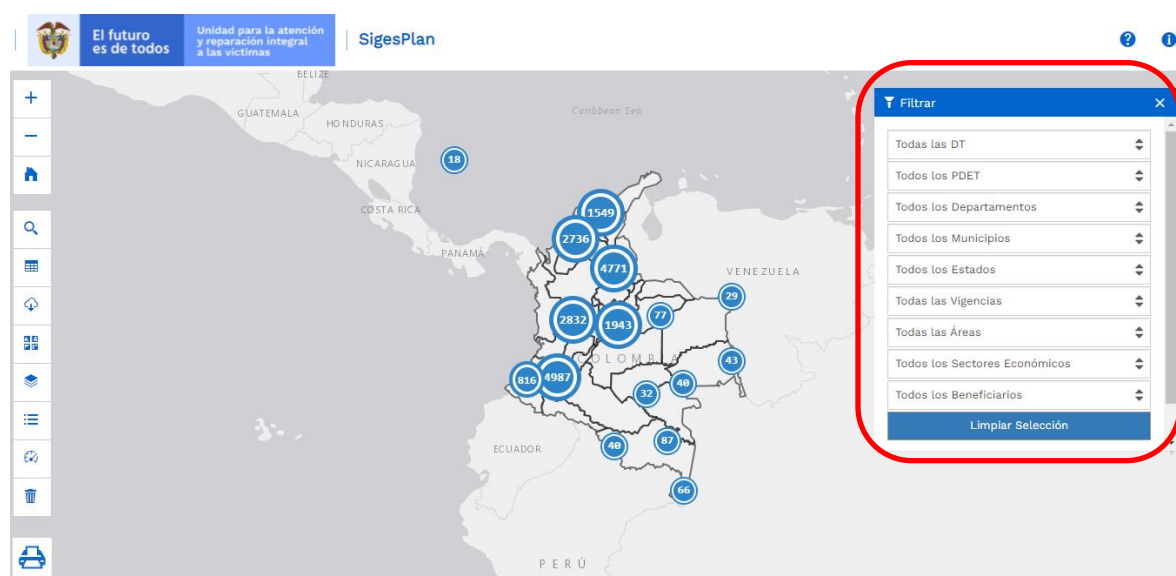 El futuro
es de todos
Unidad para la atención
y reparación integral
a las víctimas
SigesPlan
?
i
BELIZE
GUATEMALA
Caribbean Sea
HONDURAS
18
NICARAGUA
COSTA RICA
1549
2736
PANAMÁ
4771
VENEZUELA
29
2832
1943
77
COLOMBIA
43
816
4987
40
32
87
40
ECUADOR
66
PERÚ
Filtrar
Todas las DT
Todos los PDET
Todos los Departamentos
Todos los Municipios
Todos los Estados
Todas las Vigencias
Todas las Áreas
Todos los Sectores Económicos
Todos los Beneficiarios
Limpiar Selección